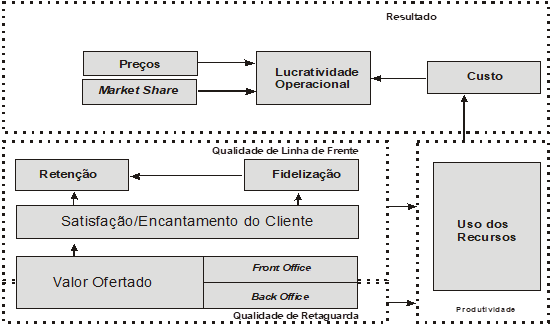 Resultado
Preços
Market Share
Lucratividade
Operacional
Custo
Qualidade de Linha de Frente
Retenção
Fidelização
Satisfação/Encantamento do Cliente
Valor Ofertado
Front Office
Back Office
Qualidade de Retaguarda
Uso dos
Recursos
Produtividade